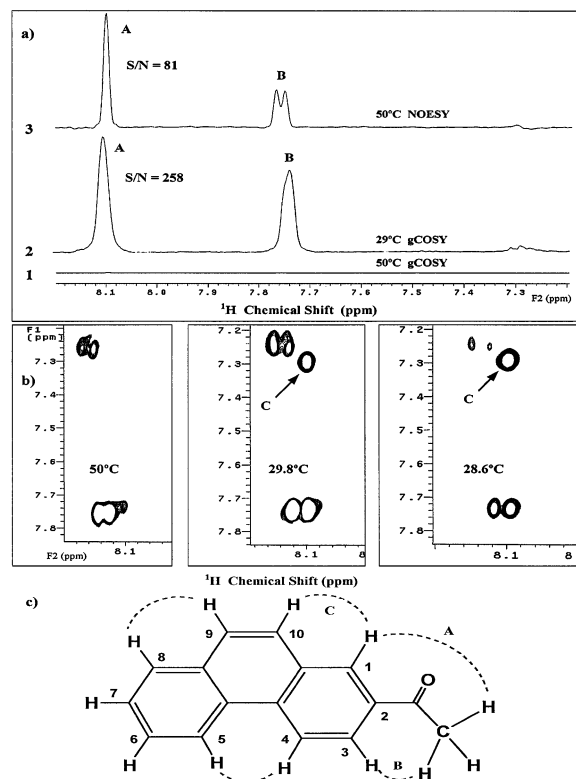 a)
A
S/N = 81
B
50°C NOESY
3
A
S/N = 258
B
29°C gCOSY
2
50°C gCOSY
1
8.1 8.0 7.9 7.8 7.7 7.6 7.5 7.4 7.3
F2 (ppm)
¹H Chemical Shift (ppm)
b)
F1
(ppm)
7.3
7.4
7.5
7.6
7.7
7.8
50°C
F2 (ppm)
8.1
7.2
7.3
7.4
7.5
7.6
7.7
7.8
C
29.8°C
8.1
8
7.2
7.3
7.4
7.5
7.6
7.7
7.8
C
28.6°C
8.1
¹H Chemical Shift (ppm)
c)
H H C H A
H 9 10 1 O
8 2 H
H 7 C
6 5 4 3
H H H H B H H